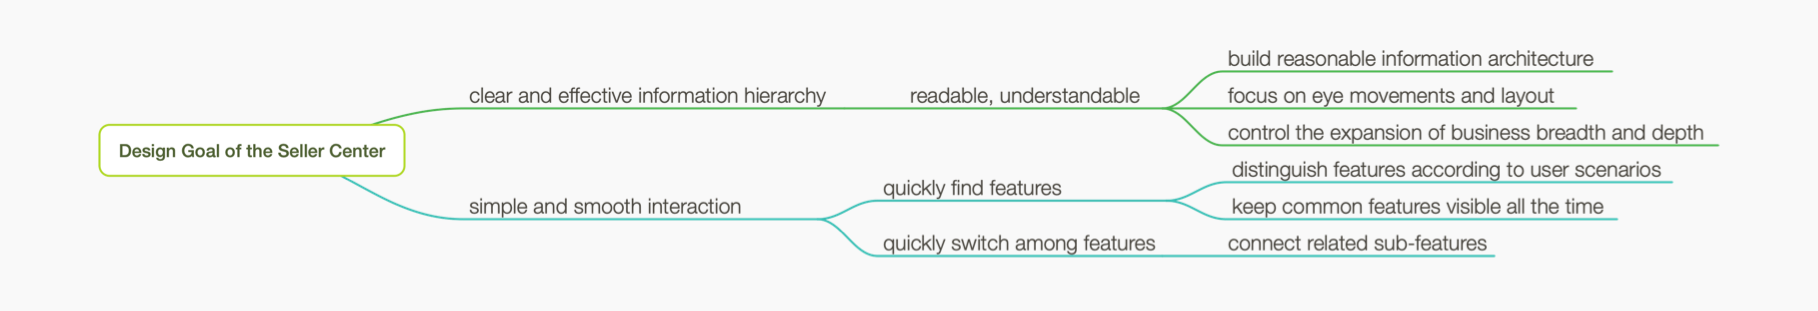 Design Goal of the Seller Center
clear and effective information hierarchy
readable, understandable
build reasonable information architecture
focus on eye movements and layout
control the expansion of business breadth and depth
simple and smooth interaction
quickly find features
distinguish features according to user scenarios
keep common features visible all the time
quickly switch among features
connect related sub-features